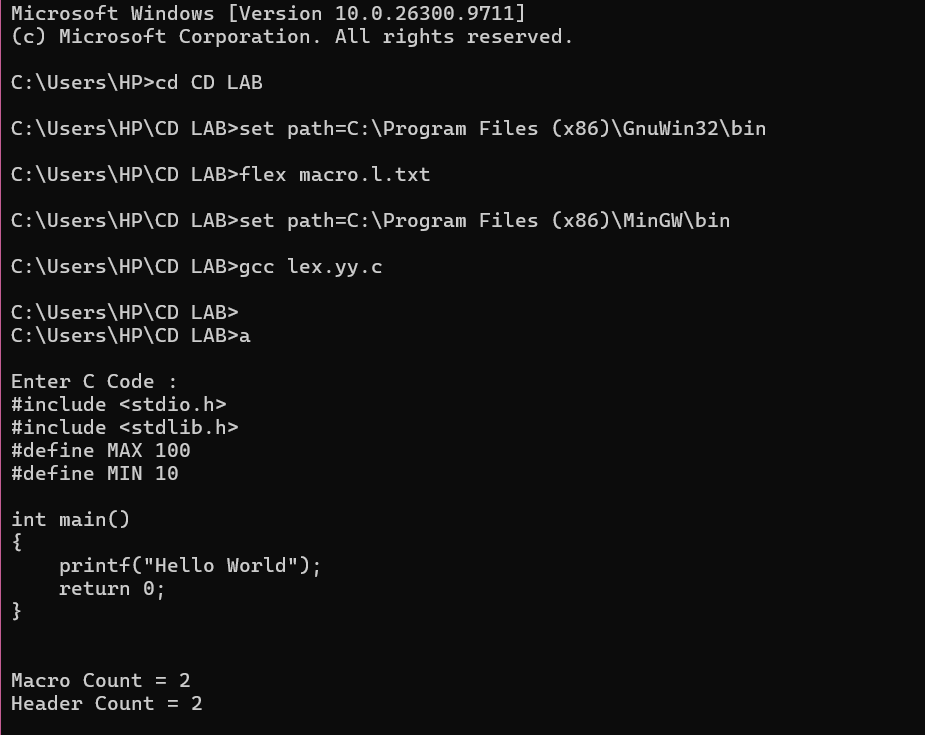 Microsoft Windows [Version 10.0.26300.9711]
(c) Microsoft Corporation. All rights reserved.
C:\Users\HP>cd CD LAB
C:\Users\HP\CD LAB>set path=C:\Program Files (x86)\GnuWin32\bin
C:\Users\HP\CD LAB>flex macro.l.txt
C:\Users\HP\CD LAB>set path=C:\Program Files (x86)\MinGW\bin
C:\Users\HP\CD LAB>gcc lex.yy.c
C:\Users\HP\CD LAB>
C:\Users\HP\CD LAB>a
Enter C Code :
#include <stdio.h>
#include <stdlib.h>
#define MAX 100
#define MIN 10
int main()
{
    printf("Hello World");
    return 0;
}
Macro Count = 2
Header Count = 2